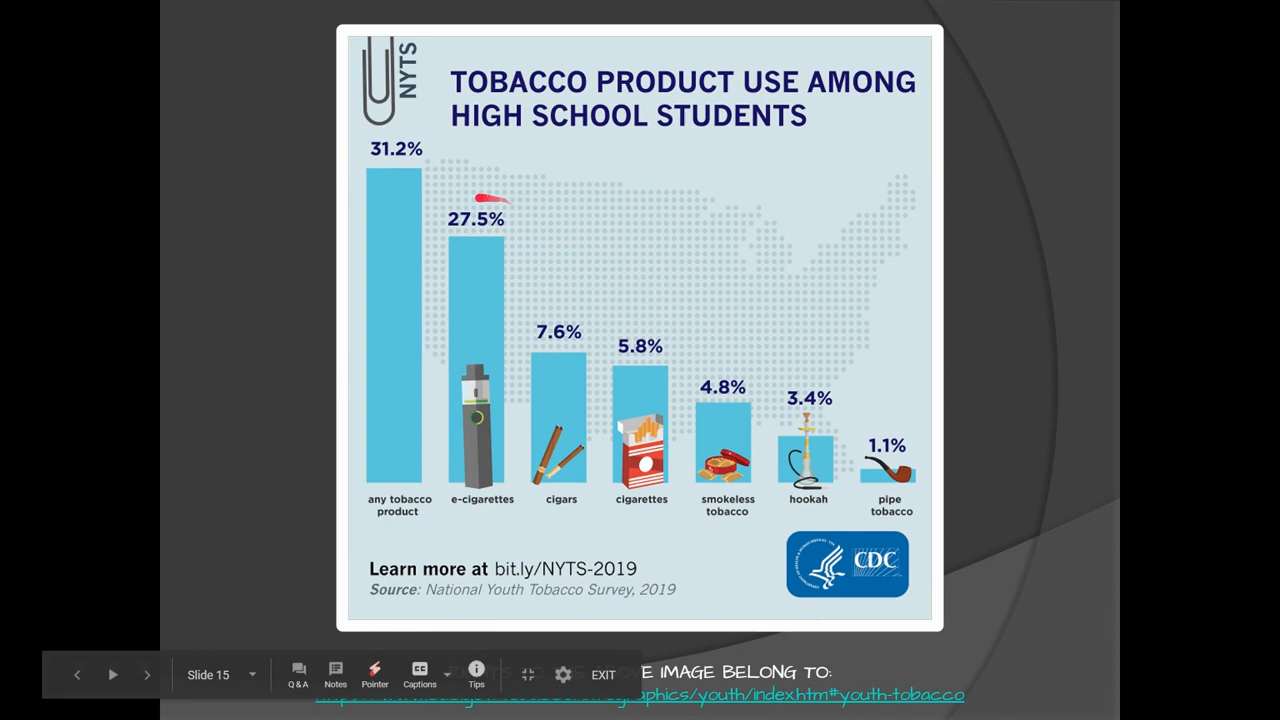 NYTS
TOBACCO PRODUCT USE AMONG
HIGH SCHOOL STUDENTS
31.2%
27.5%
7.6%
5.8%
4.8%
3.4%
1.1%
any tobacco
product
e-cigarettes
cigars
cigarettes
smokeless
tobacco
hookah
pipe
tobacco
Learn more at bit.ly/NYTS-2019
Source: National Youth Tobacco Survey, 2019
CDC
IMAGE BELONG TO:
/youth/indexhtm#youth-tobacco
Slide 15
Q & A
Notes
Pointer
Captions
Tips
EXIT
CC